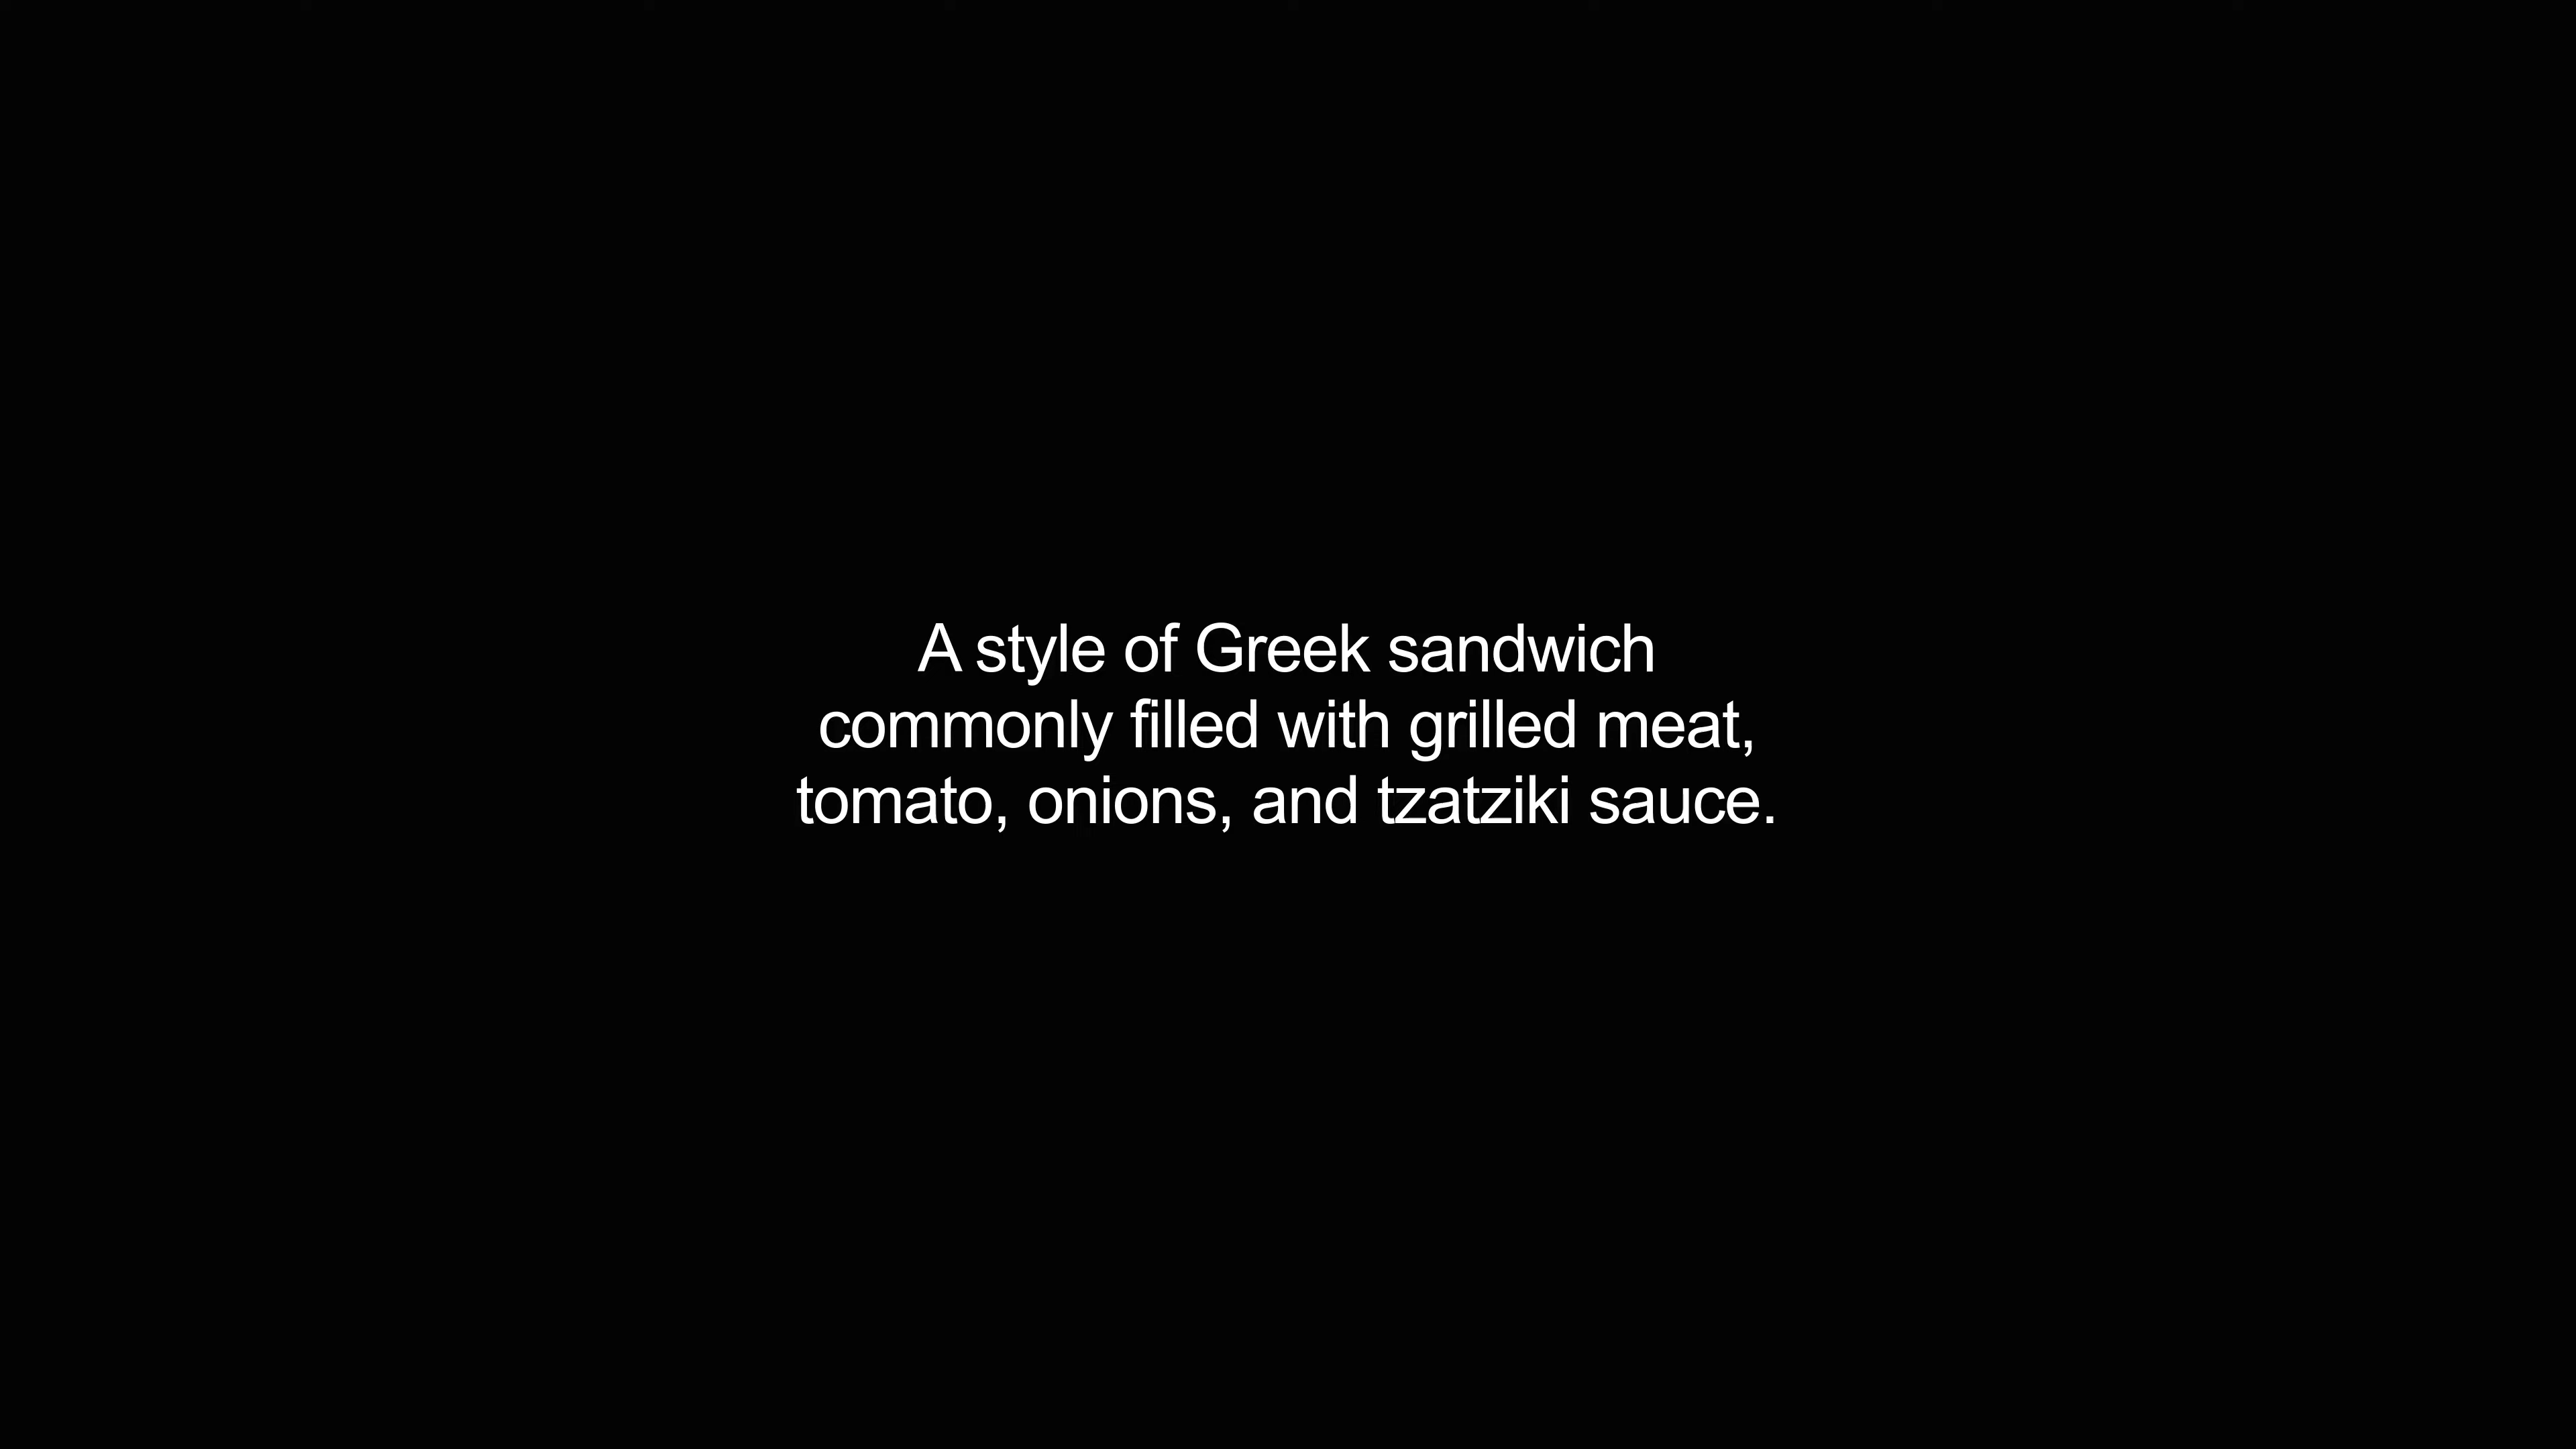 A style of Greek sandwich
commonly filled with grilled meat,
tomato, onions, and tzatziki sauce.